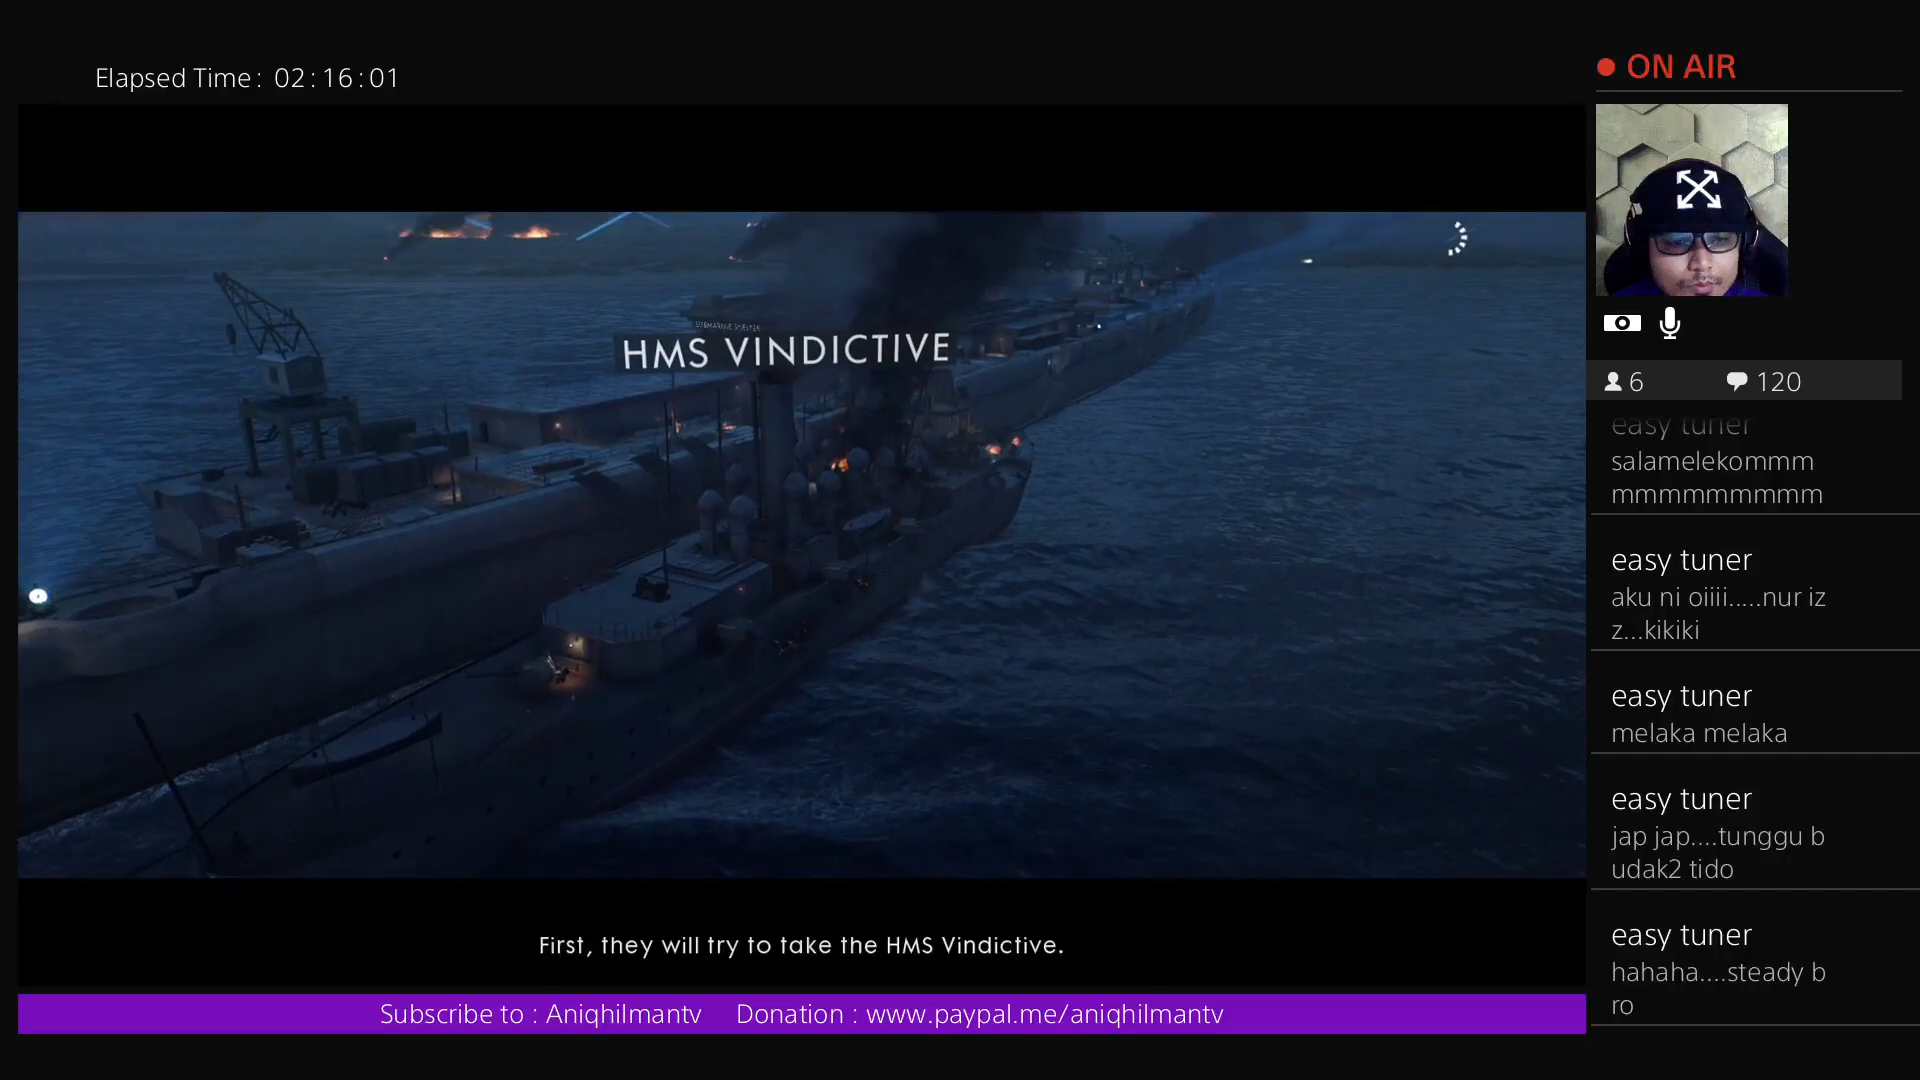 Elapsed Time : 02:16:01
ON AIR
SUBMARINE SHELTER
HMS VINDICTIVE
6
120
easy tuner
salamelekommm
mmmmmmmmm
easy tuner
aku ni oiiii.....nur iz
z...kikiki
easy tuner
melaka melaka
easy tuner
jap jap....tunggu b
udak2 tido
easy tuner
hahaha....steady b
ro
First, they will try to take the HMS Vindictive.
Subscribe to : Aniqhilmantv Donation : www.paypal.me/aniqhilmantv